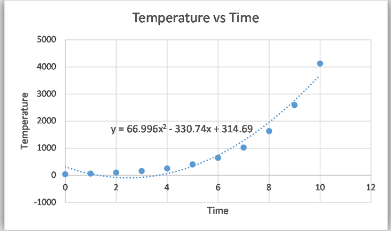 Temperature vs Time
5000
4000
3000
2000
1000
0
-1000
y = 66.996x² - 330.74x + 314.69
0 2 4 6 8 10 12
Temperature
Time